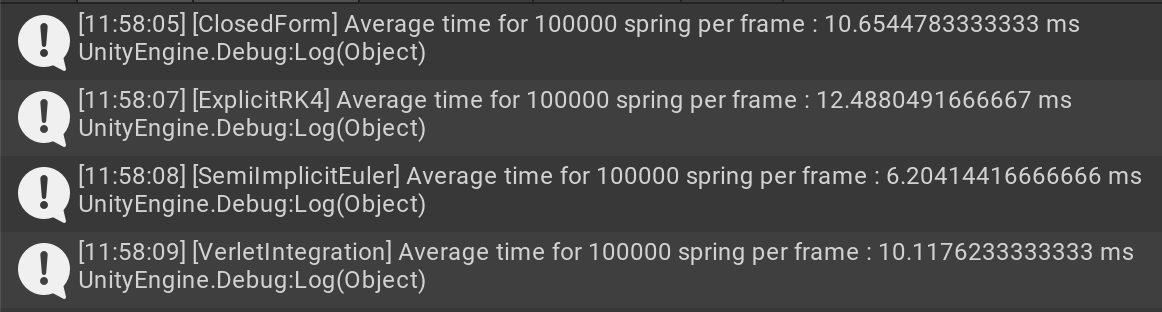 [11:58:05] [ClosedForm] Average time for 100000 spring per frame : 10.6544783333333 ms
UnityEngine.Debug:Log(Object)
[11:58:07] [ExplicitRK4] Average time for 100000 spring per frame : 12.4880491666667 ms
UnityEngine.Debug:Log(Object)
[11:58:08] [SemiImplicitEuler] Average time for 100000 spring per frame : 6.20414416666666 ms
UnityEngine.Debug:Log(Object)
[11:58:09] [VerletIntegration] Average time for 100000 spring per frame : 10.1176233333333 ms
UnityEngine.Debug:Log(Object)